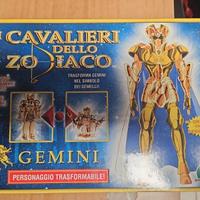 I CAVALIERI
DELLO
ZODIACO
TRASFORMA GEMINI
NEL SIMBOLO
DEI GEMELLI!
GEMINI
PERSONAGGIO TRASFORMABILE!